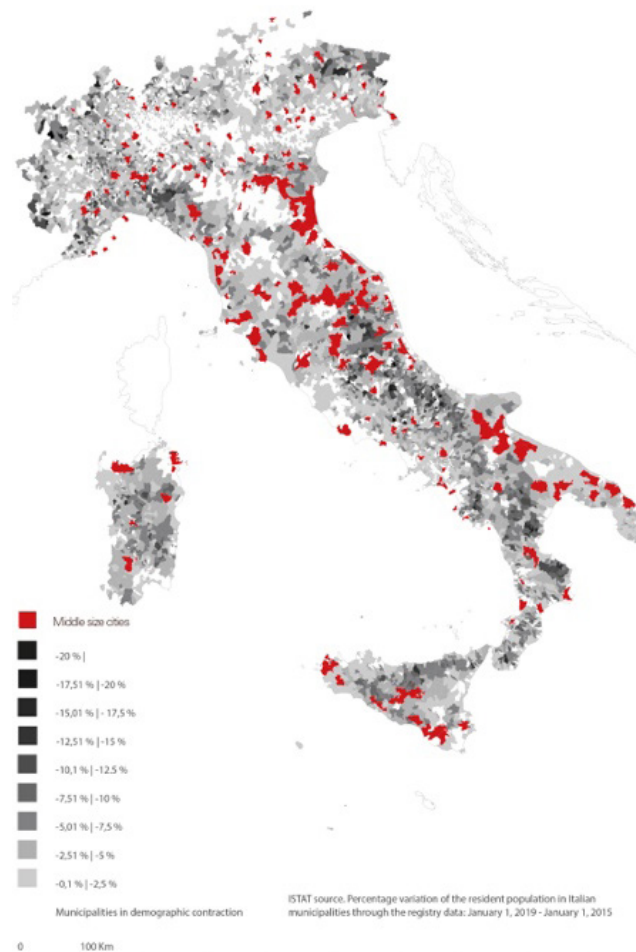 Middle size cities
-20 % |
-17,51 % | -20 %
-15,01 % | - 17,5 %
-12,51 % | -15 %
-10,1 % | -12.5 %
-7,51 % | -10 %
-5,01 % | -7,5 %
-2,51 % | -5 %
-0,1 % | -2,5 %
Municipalities in demographic contraction
ISTAT source. Percentage variation of the resident population in Italian
municipalities through the registry data: January 1, 2019 - January 1, 2015
0 100 Km